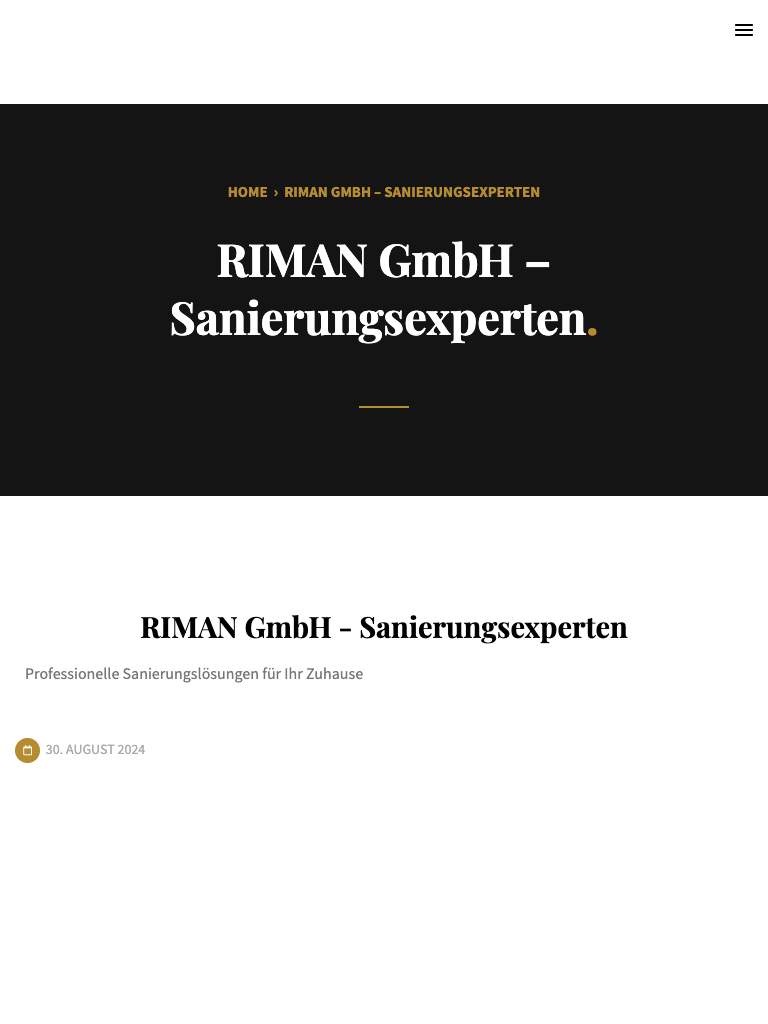 HOME › RIMAN GMBH – SANIERUNGSEXPERTEN
RIMAN GmbH –
Sanierungsexperten.
RIMAN GmbH - Sanierungsexperten
Professionelle Sanierungslösungen für Ihr Zuhause
30. AUGUST 2024